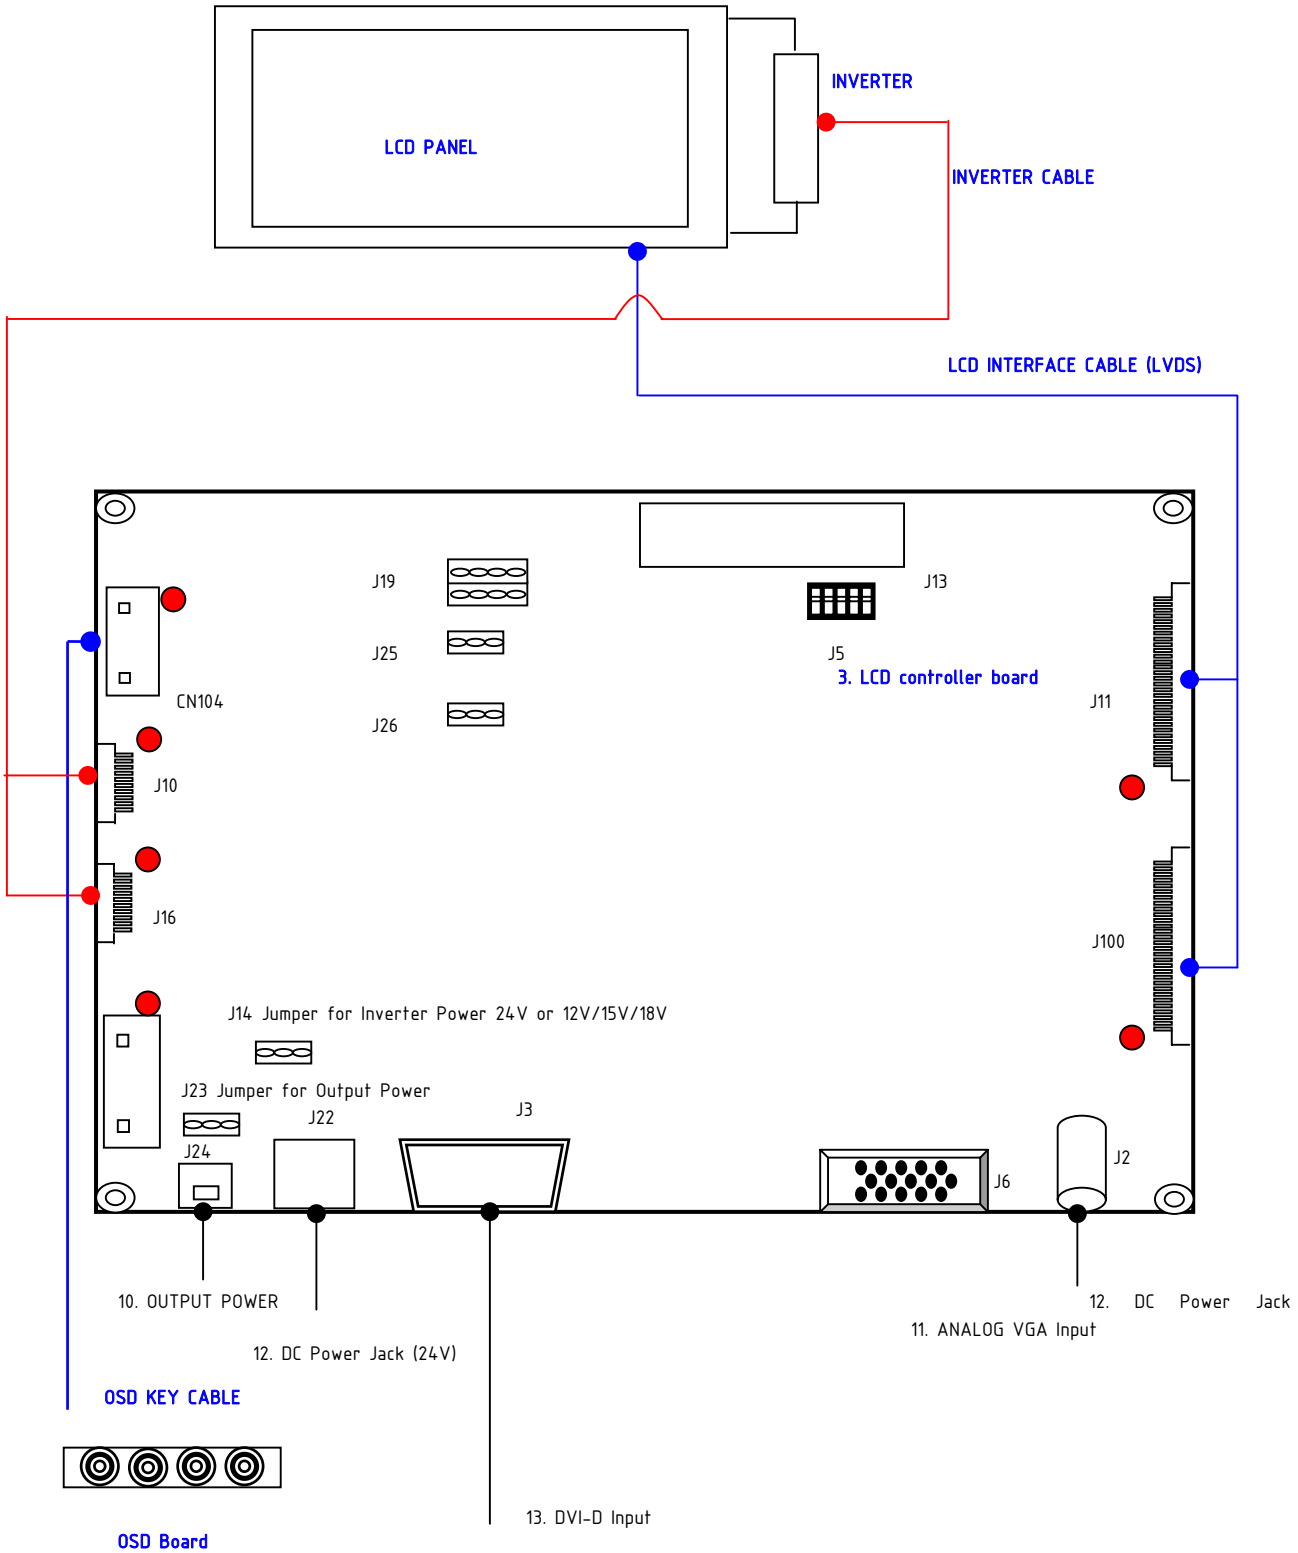 INVERTER
LCD PANEL
INVERTER CABLE
LCD INTERFACE CABLE (LVDS)
J19
J13
J25
J5
3. LCD controller board
CN104
J11
J26
J10
J16
J100
J14 Jumper for Inverter Power 24V or 12V/15V/18V
J23 Jumper for Output Power
J22
J3
J24
J2
J6
10. OUTPUT POWER
12. DC Power Jack
11. ANALOG VGA Input
12. DC Power Jack (24V)
OSD KEY CABLE
13. DVI-D Input
OSD Board